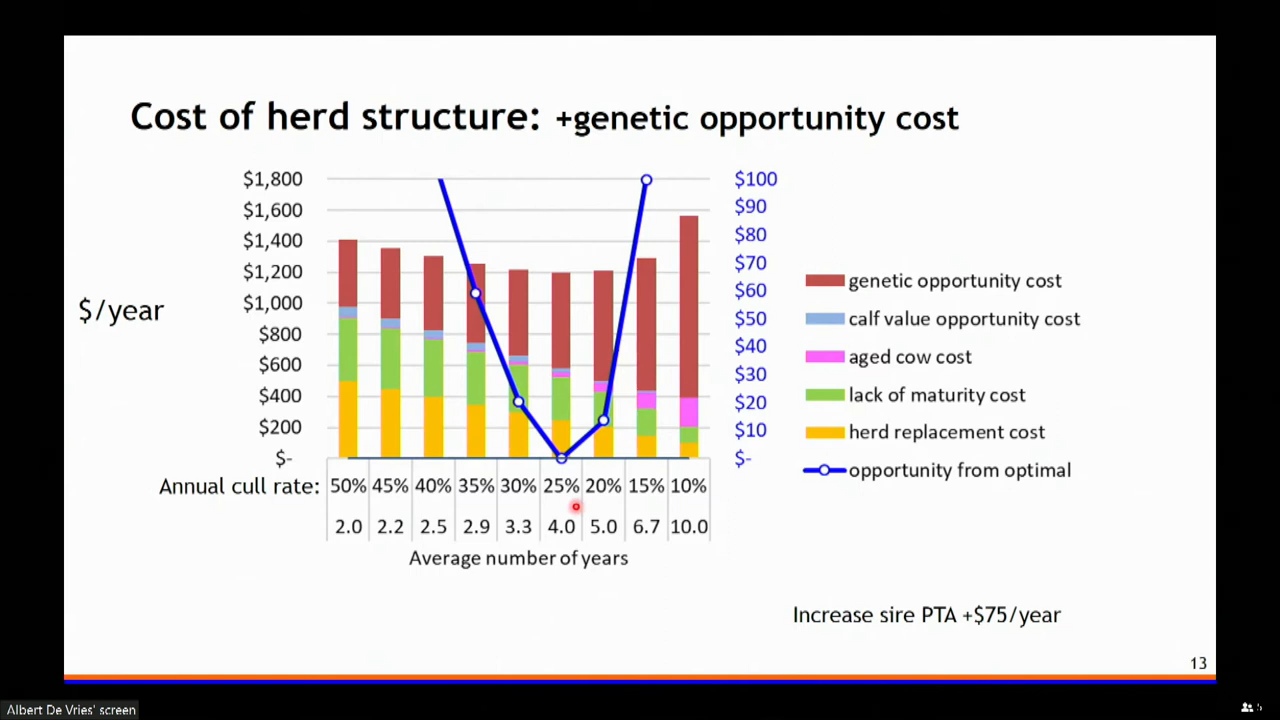 Cost of herd structure: +genetic opportunity cost
$1,800
$1,600
$1,400
$1,200
$1,000
$800
$600
$400
$200
$-
$/year
$100
$90
$80
$70
$60
$50
$40
$30
$20
$10
$-
genetic opportunity cost
calf value opportunity cost
aged cow cost
lack of maturity cost
herd replacement cost
opportunity from optimal
Annual cull rate: 50% 45% 40% 35% 30% 25% 20% 15% 10%
2.0 2.2 2.5 2.9 3.3 4.0 5.0 6.7 10.0
Average number of years
Increase sire PTA +$75/year
13
Albert De Vries' screen